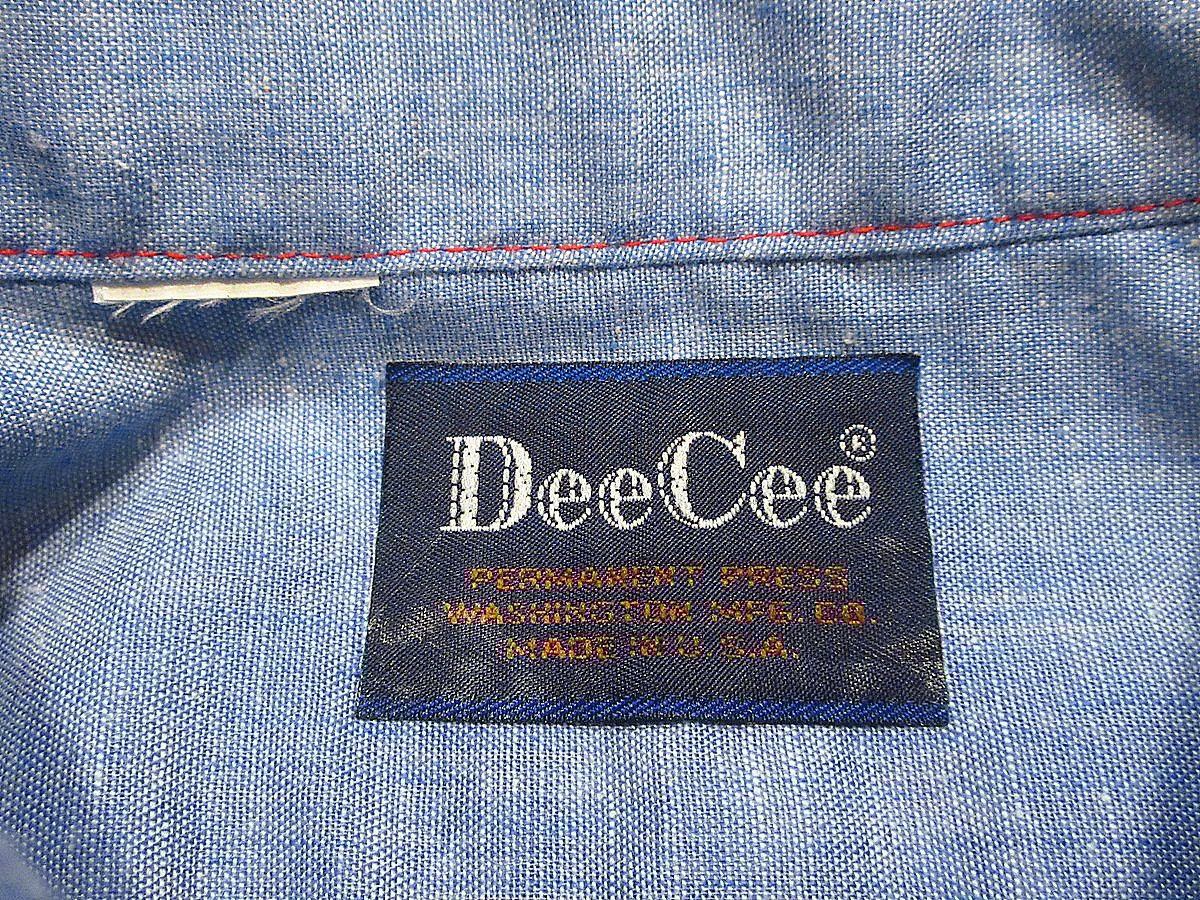 DeeCee®
PERMANENT PRESS
WASHINGTON MFG. CO.
MADE IN U.S.A.